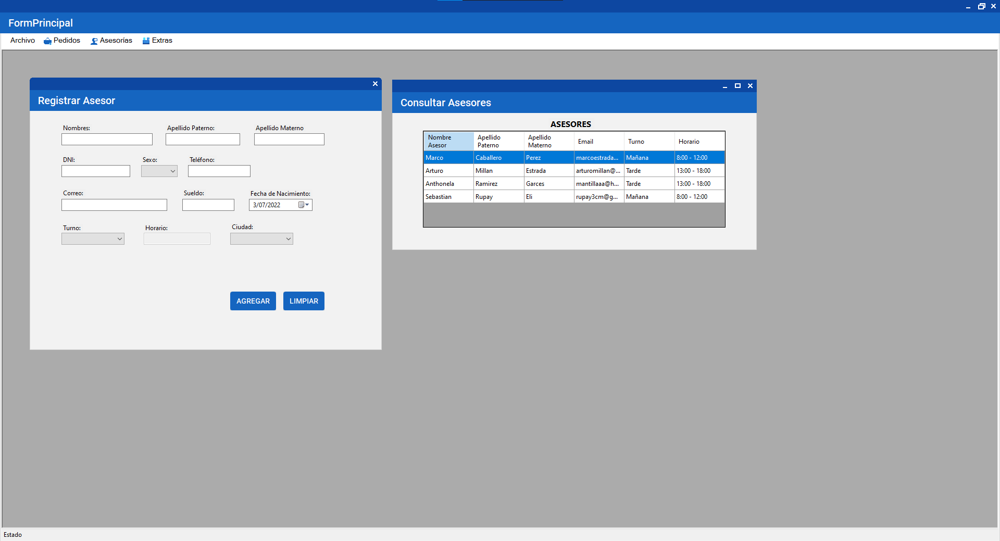 FormPrincipal
Archivo Pedidos Asesorías Extras
Registrar Asesor
Nombres: Apellido Paterno: Apellido Materno
DNI: Sexo: Teléfono:
Correo: Sueldo: Fecha de Nacimiento:
3/07/2022
Turno: Horario: Ciudad:
AGREGAR LIMPIAR
Consultar Asesores
ASESORES
Nombre Asesor Apellido Paterno Apellido Materno Email Turno Horario
Marco Caballero Perez marcoestrada... Mañana 8:00 - 12:00
Arturo Millan Estrada arturomillan@... Tarde 13:00 - 18:00
Anthonela Ramirez Garces mantillaaa@h... Tarde 13:00 - 18:00
Sebastian Rupay Eli rupay3cm@g... Mañana 8:00 - 12:00
Estado